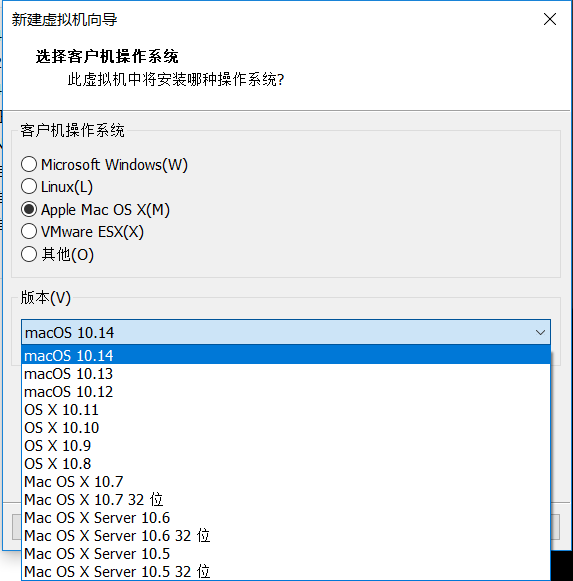 新建虚拟机向导
选择客户机操作系统
此虚拟机中将安装哪种操作系统?
客户机操作系统
Microsoft Windows(W)
Linux(L)
Apple Mac OS X(M)
VMware ESX(X)
其他(O)
版本(V)
macOS 10.14
macOS 10.14
macOS 10.13
macOS 10.12
OS X 10.11
OS X 10.10
OS X 10.9
OS X 10.8
Mac OS X 10.7
Mac OS X 10.7 32 位
Mac OS X Server 10.6
Mac OS X Server 10.6 32 位
Mac OS X Server 10.5
Mac OS X Server 10.5 32 位